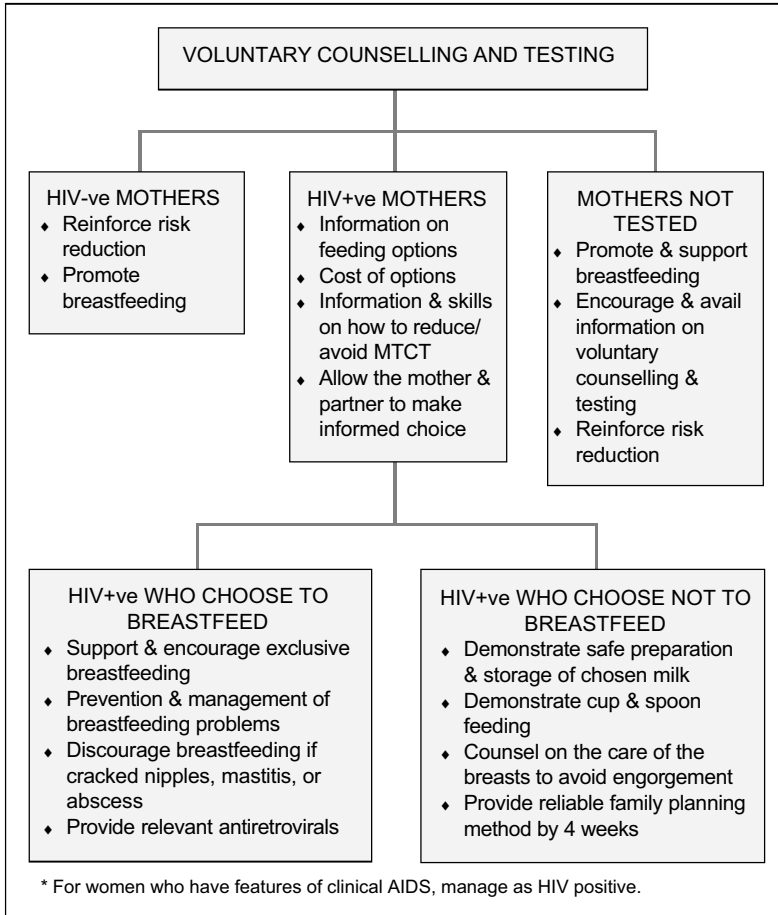 VOLUNTARY COUNSELLING AND TESTING
HIV-ve MOTHERS
♦ Reinforce risk
reduction
♦ Promote
breastfeeding
HIV+ve MOTHERS
♦ Information on
feeding options
♦ Cost of options
♦ Information & skills
on how to reduce/
avoid MTCT
♦ Allow the mother &
partner to make
informed choice
MOTHERS NOT
TESTED
♦ Promote & support
breastfeeding
♦ Encourage & avail
information on
voluntary
counselling &
testing
♦ Reinforce risk
reduction
HIV+ve WHO CHOOSE TO
BREASTFEED
♦ Support & encourage exclusive
breastfeeding
♦ Prevention & management of
breastfeeding problems
♦ Discourage breastfeeding if
cracked nipples, mastitis, or
abscess
♦ Provide relevant antiretrovirals
HIV+ve WHO CHOOSE NOT TO
BREASTFEED
♦ Demonstrate safe preparation
& storage of chosen milk
♦ Demonstrate cup & spoon
feeding
♦ Counsel on the care of the
breasts to avoid engorgement
♦ Provide reliable family planning
method by 4 weeks
* For women who have features of clinical AIDS, manage as HIV positive.